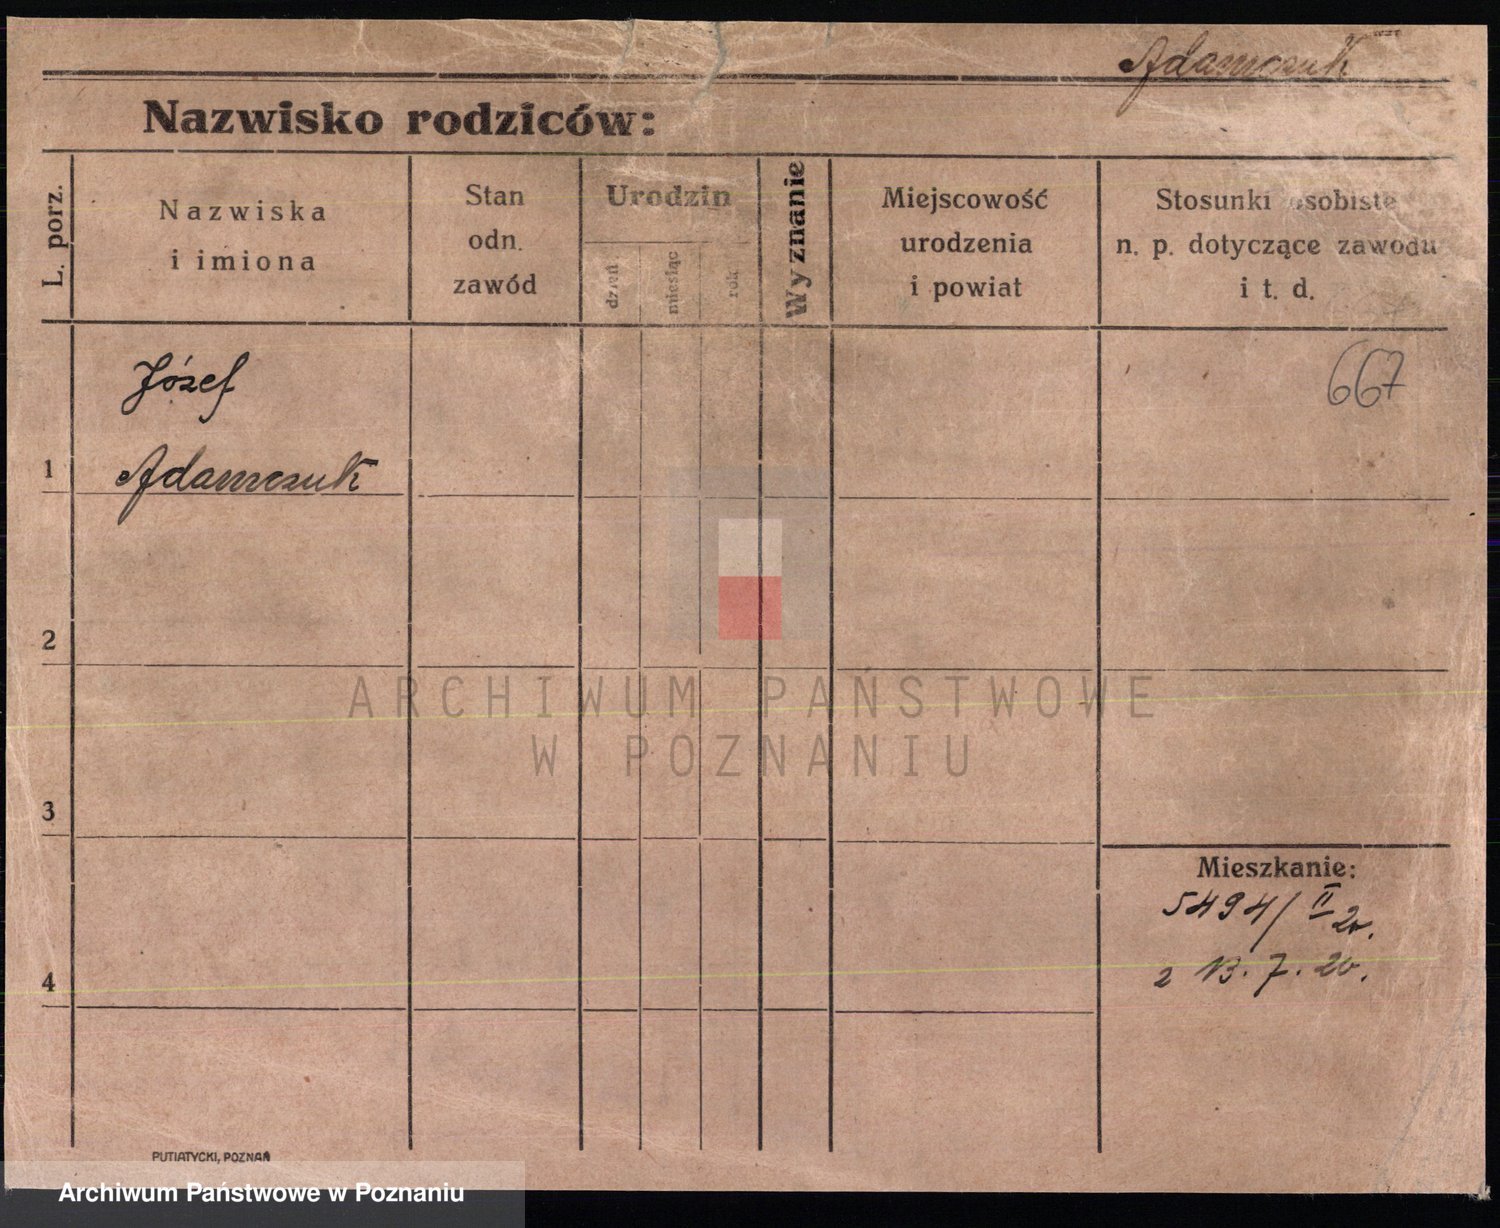 Adamczuk
Nazwisko rodziców:
L. porz.
Nazwiska
i imiona
Stan
odn.
zawód
Urodzin
dzień
miesiąc
rok
Wyznanie
Miejscowość
urodzenia
i powiat
Stosunki osobiste
n. p. dotyczące zawodu
i t. d.
667
Józef
1 Adamczuk
2
3
4
Mieszkanie:
5494/II 20.
z 13. 7. 20.
ARCHIWUM PAŃSTWOWE
W POZNANIU
PUTIATYCKI, POZNAŃ
Archiwum Państwowe w Poznaniu